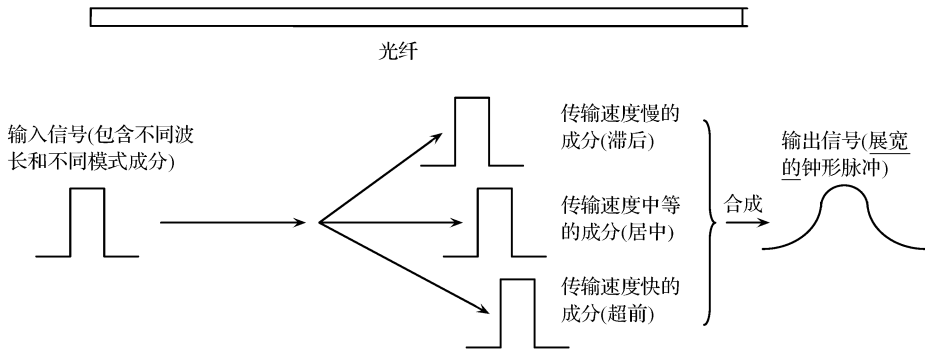 光纤
输入信号(包含不同波
长和不同模式成分)
传输速度慢的
成分(滞后)
传输速度中等
的成分(居中)
传输速度快的
成分(超前)
合成
输出信号(展宽
的钟形脉冲)